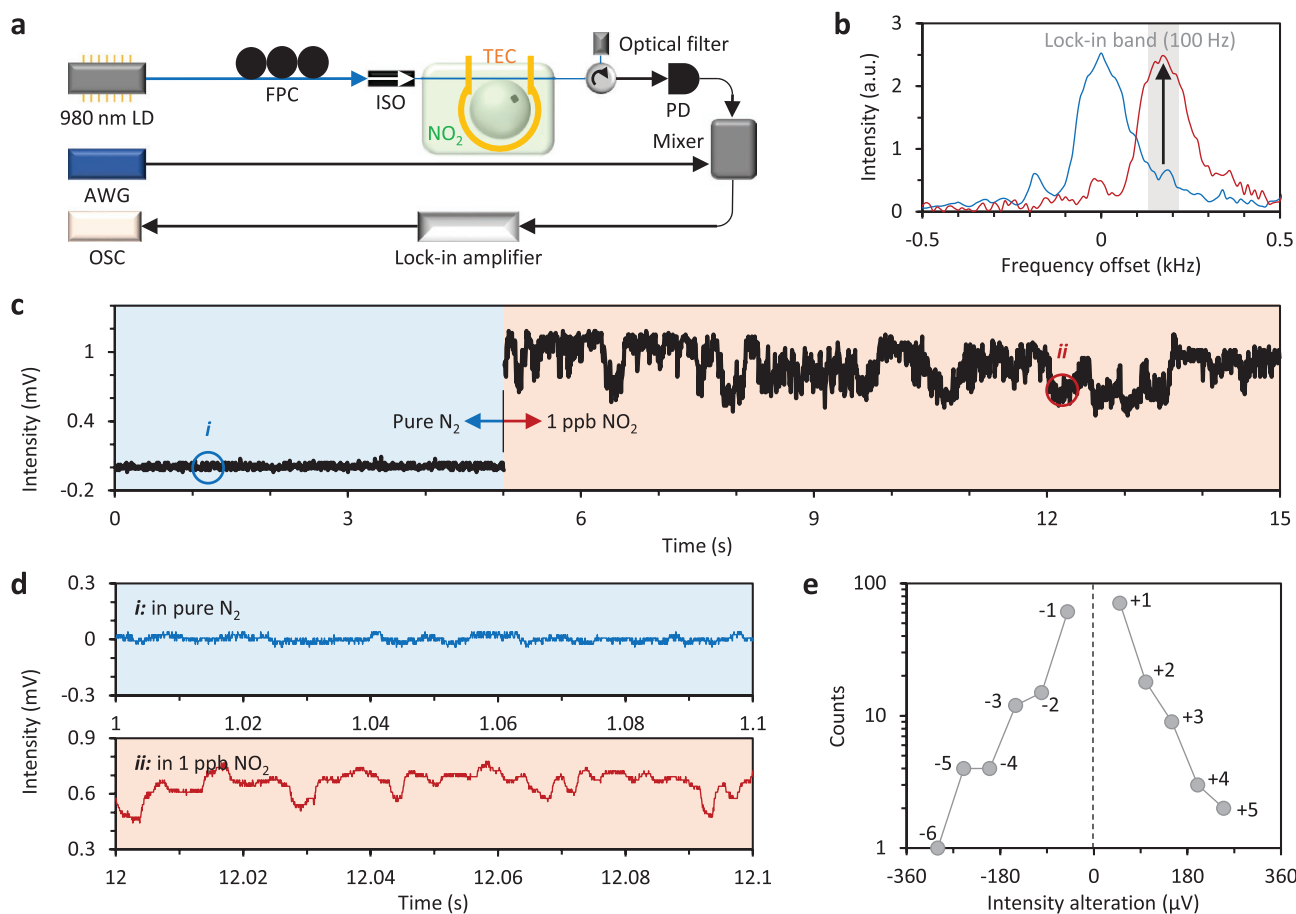 a
980 nm LD
FPC
ISO
TEC
NO2
Optical filter
PD
Mixer
AWG
OSC
Lock-in amplifier
b
Lock-in band (100 Hz)
Intensity (a.u.)
3
2
1
0
-0.5
0
0.5
Frequency offset (kHz)
c
Intensity (mV)
1
0.4
-0.2
i
Pure N2
1 ppb NO2
ii
0
3
6
9
12
15
Time (s)
d
Intensity (mV)
0.3
0
-0.3
i: in pure N2
1
1.02
1.04
1.06
1.08
1.1
0.9
0.6
0.3
ii: in 1 ppb NO2
12
12.02
12.04
12.06
12.08
12.1
Time (s)
e
Counts
100
10
1
-1
-2
-3
-4
-5
-6
+1
+2
+3
+4
+5
-360
-180
0
180
360
Intensity alteration (μV)